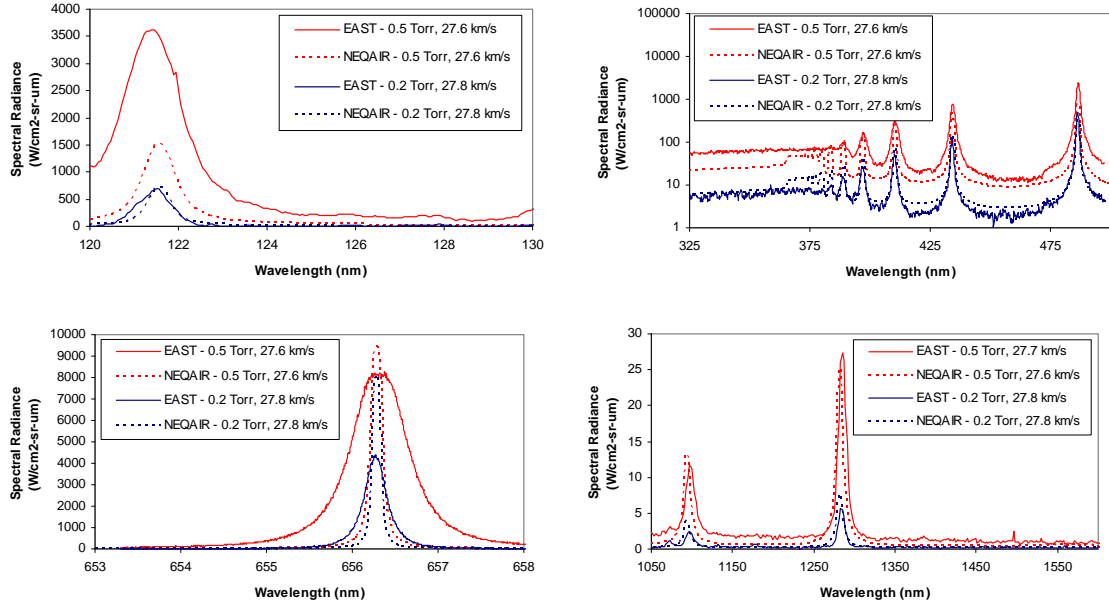 4000
3500
3000
2500
2000
1500
1000
500
0
Spectral Radiance
(W/cm2-sr-um)
EAST - 0.5 Torr, 27.6 km/s
NEQAIR - 0.5 Torr, 27.6 km/s
EAST - 0.2 Torr, 27.8 km/s
NEQAIR - 0.2 Torr, 27.8 km/s
120 122 124 126 128 130
Wavelength (nm)
100000
10000
1000
100
10
1
Spectral Radiance
(W/cm2-sr-um)
EAST - 0.5 Torr, 27.6 km/s
NEQAIR - 0.5 Torr, 27.6 km/s
EAST - 0.2 Torr, 27.8 km/s
NEQAIR - 0.2 Torr, 27.8 km/s
325 375 425 475
Wavelength (nm)
10000
9000
8000
7000
6000
5000
4000
3000
2000
1000
0
Spectral Radiance
(W/cm2-sr-um)
EAST - 0.5 Torr, 27.6 km/s
NEQAIR - 0.5 Torr, 27.6 km/s
EAST - 0.2 Torr, 27.8 km/s
NEQAIR - 0.2 Torr, 27.8 km/s
653 654 655 656 657 658
Wavelength (nm)
30
25
20
15
10
5
0
Spectral Radiance
(W/cm2-sr-um)
EAST - 0.5 Torr, 27.7 km/s
NEQAIR - 0.5 Torr, 27.6 km/s
EAST - 0.2 Torr, 27.8 km/s
NEQAIR - 0.2 Torr, 27.8 km/s
1050 1150 1250 1350 1450 1550
Wavelength (nm)